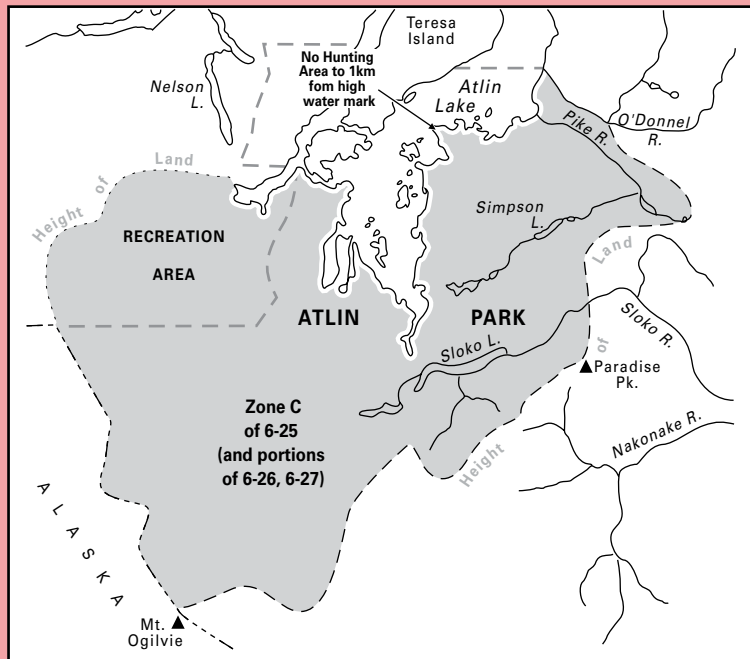 Teresa
Island
No Hunting
Area to 1km
fom high
water mark
Nelson
L.
Atlin
Lake
O'Donnel
R.
Pike R.
Height of Land
Simpson
L.
RECREATION
AREA
Land
ATLIN
PARK
Sloko R.
Sloko L.
of
Paradise
Pk.
Zone C
of 6-25
(and portions
of 6-26, 6-27)
Nakonake R.
Height
ALASKA
Mt.
Ogilvie